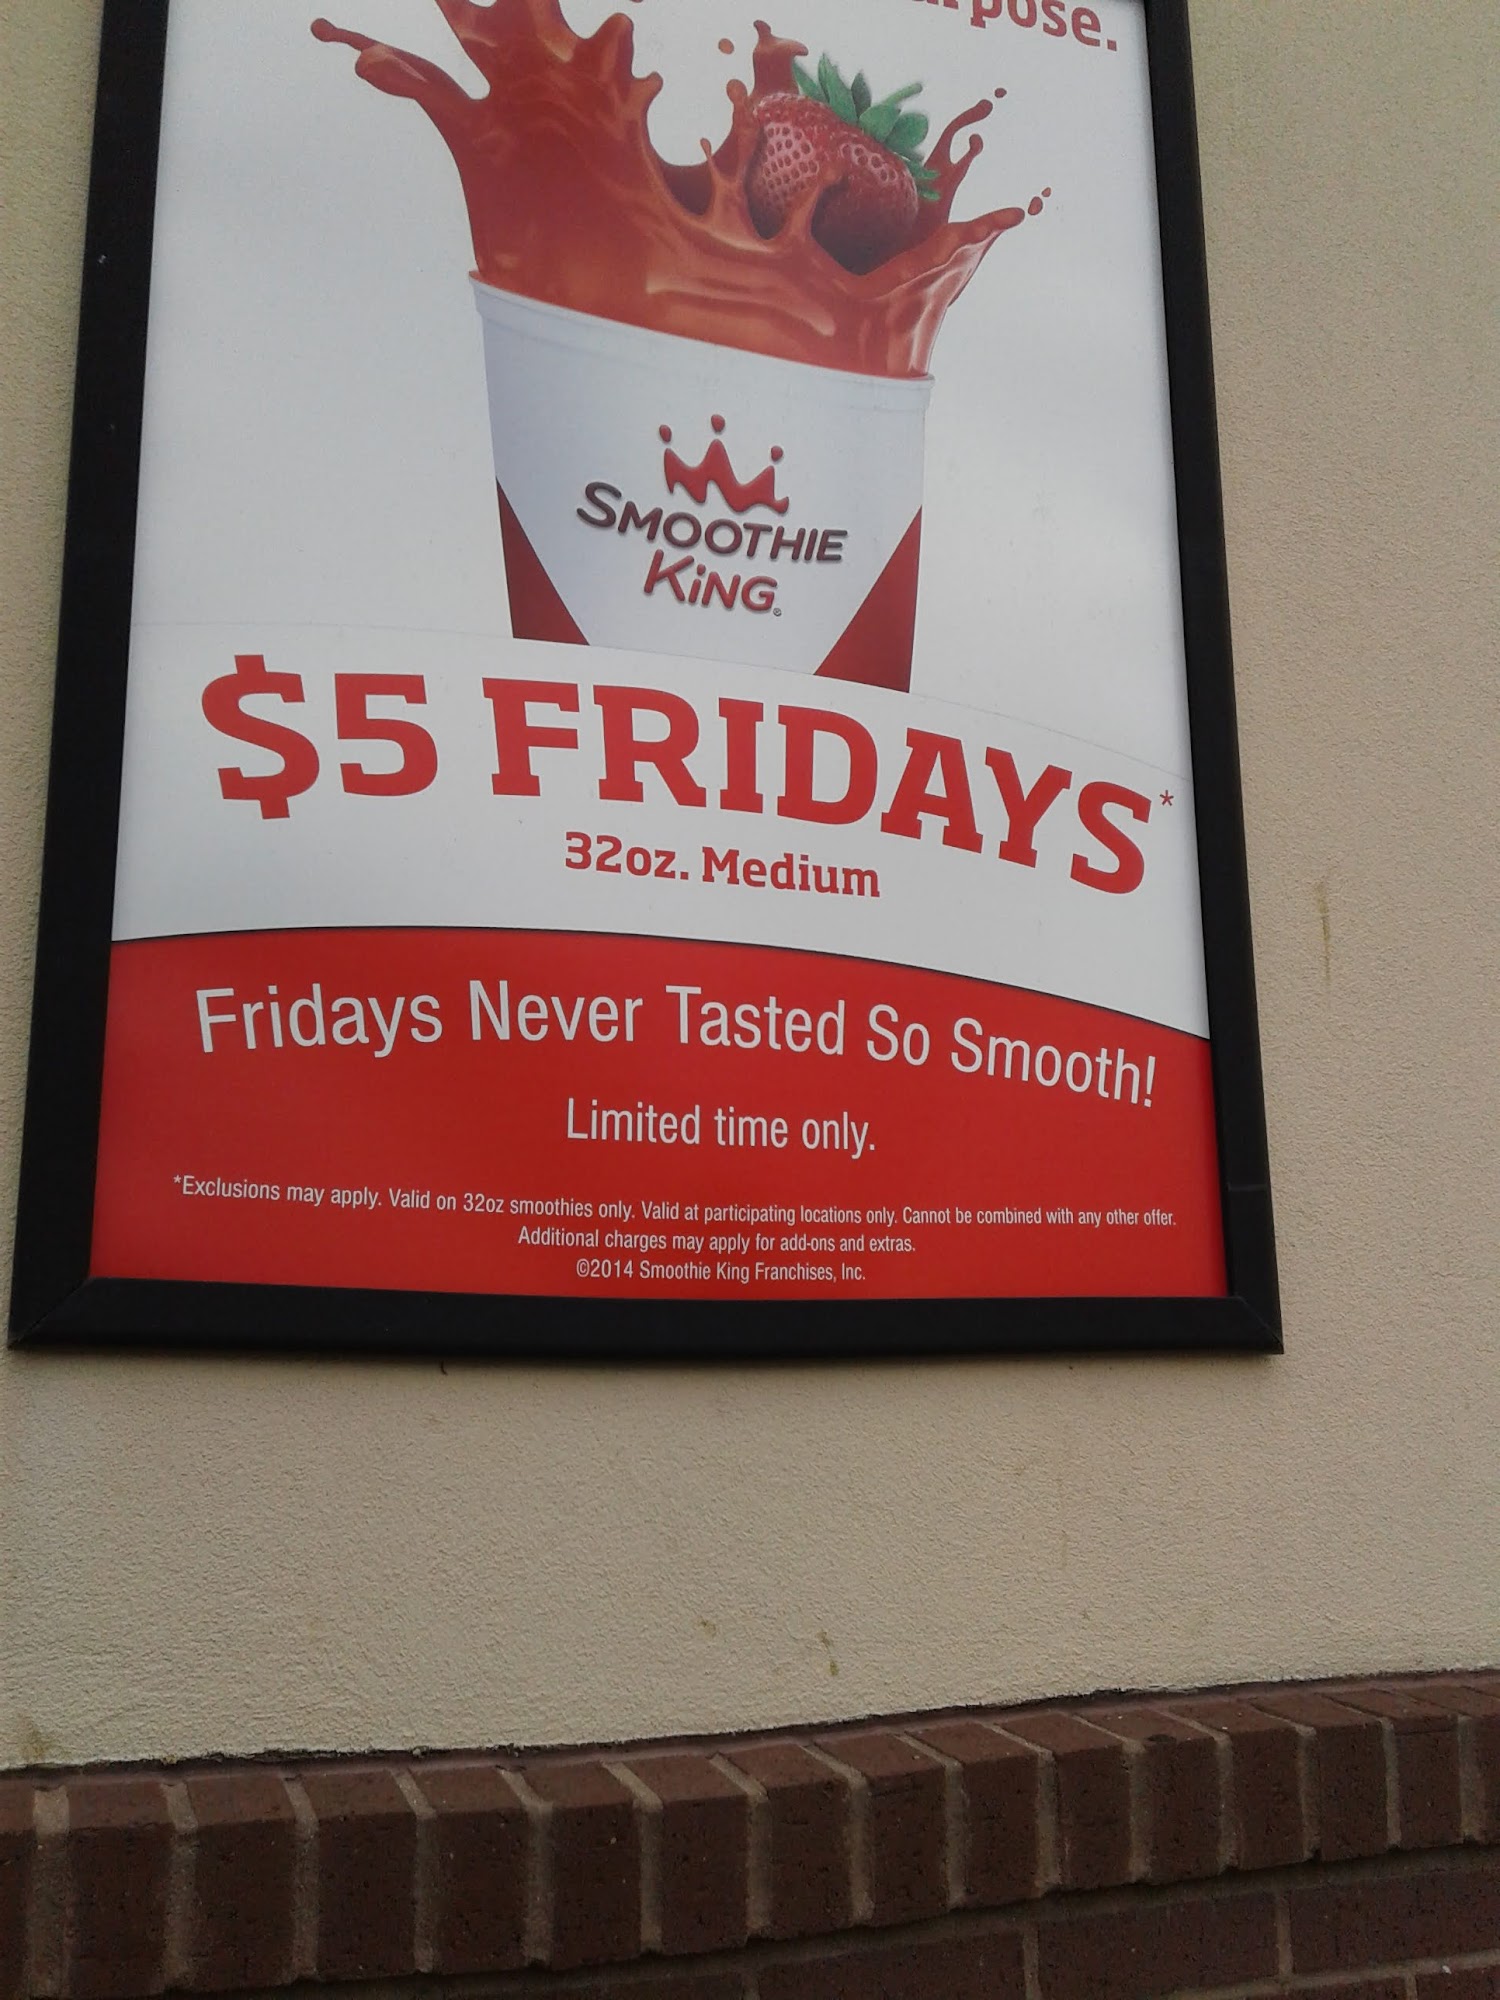 SMOOTHIE
KiNG®
$5 FRIDAYS*
32oz. Medium
Fridays Never Tasted So Smooth!
Limited time only.
*Exclusions may apply. Valid on 32oz smoothies only. Valid at participating locations only. Cannot be combined with any other offer.
Additional charges may apply for add-ons and extras.
©2014 Smoothie King Franchises, Inc.